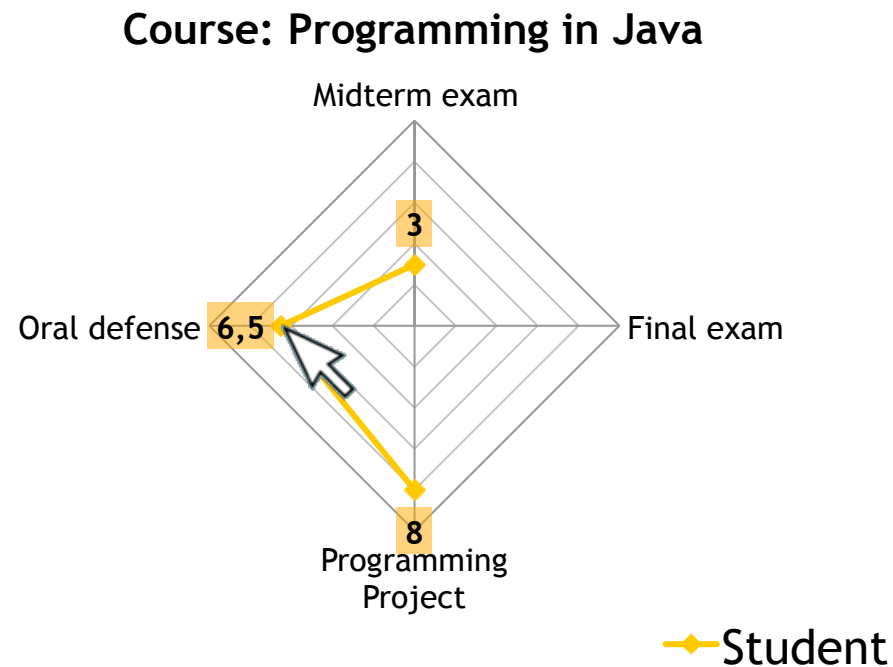 Course: Programming in Java
Midterm exam
3
Oral defense 6,5
Final exam
8
Programming
Project
Student